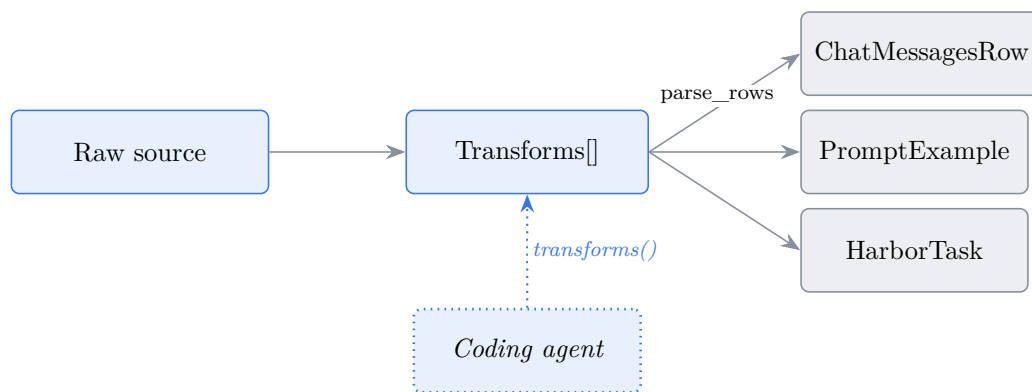 ChatMessagesRow
parse_rows
Raw source
Transforms[]
PromptExample
transforms()
HarborTask
Coding agent